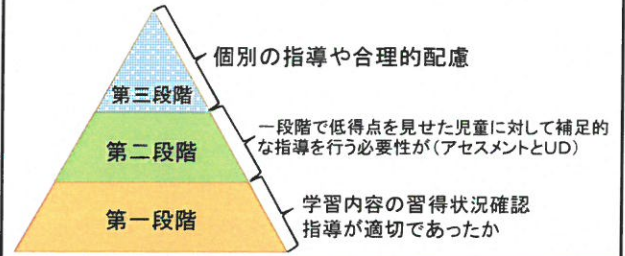 個別の指導や合理的配慮
第三段階
一段階で低得点を見せた児童に対して補足的
な指導を行う必要性が(アセスメントとUD)
第二段階
学習内容の習得状況確認
指導が適切であったか
第一段階